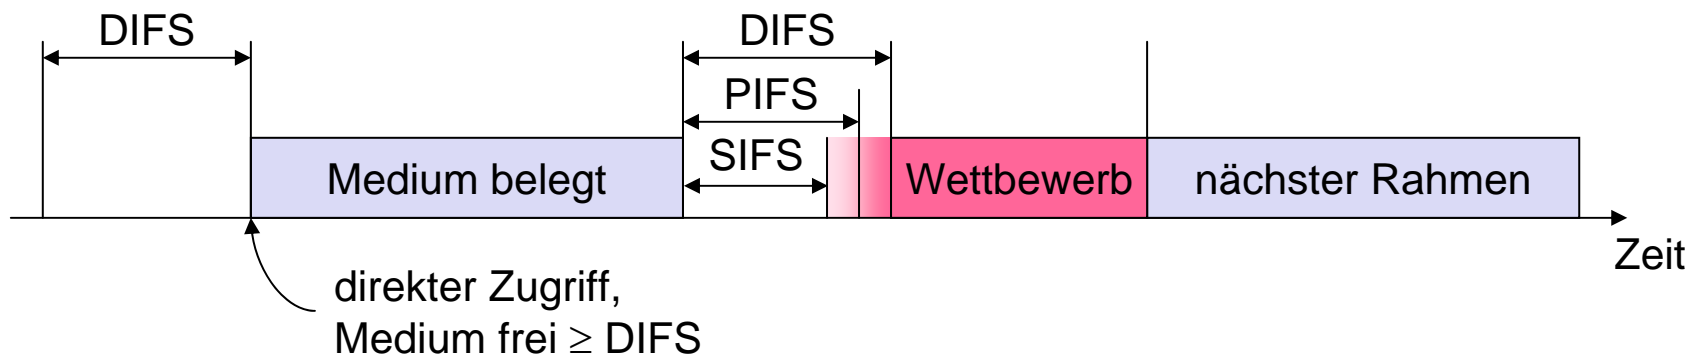 DIFS
DIFS
PIFS
SIFS
Medium belegt
Wettbewerb
nächster Rahmen
Zeit
direkter Zugriff,
Medium frei ≥ DIFS